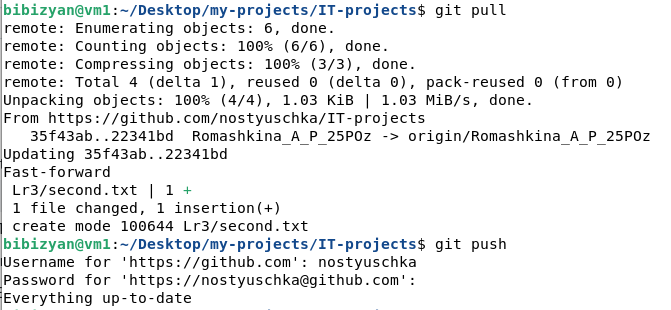 bibizyan@vm1:~/Desktop/my-projects/IT-projects$ git pull
remote: Enumerating objects: 6, done.
remote: Counting objects: 100% (6/6), done.
remote: Compressing objects: 100% (3/3), done.
remote: Total 4 (delta 1), reused 0 (delta 0), pack-reused 0 (from 0)
Unpacking objects: 100% (4/4), 1.03 KiB | 1.03 MiB/s, done.
From https://github.com/nostyuschka/IT-projects
   35f43ab..22341bd  Romashkina_A_P_25POz -> origin/Romashkina_A_P_25POz
Updating 35f43ab..22341bd
Fast-forward
 Lr3/second.txt | 1 +
 1 file changed, 1 insertion(+)
 create mode 100644 Lr3/second.txt
bibizyan@vm1:~/Desktop/my-projects/IT-projects$ git push
Username for 'https://github.com': nostyuschka
Password for 'https://nostyuschka@github.com':
Everything up-to-date